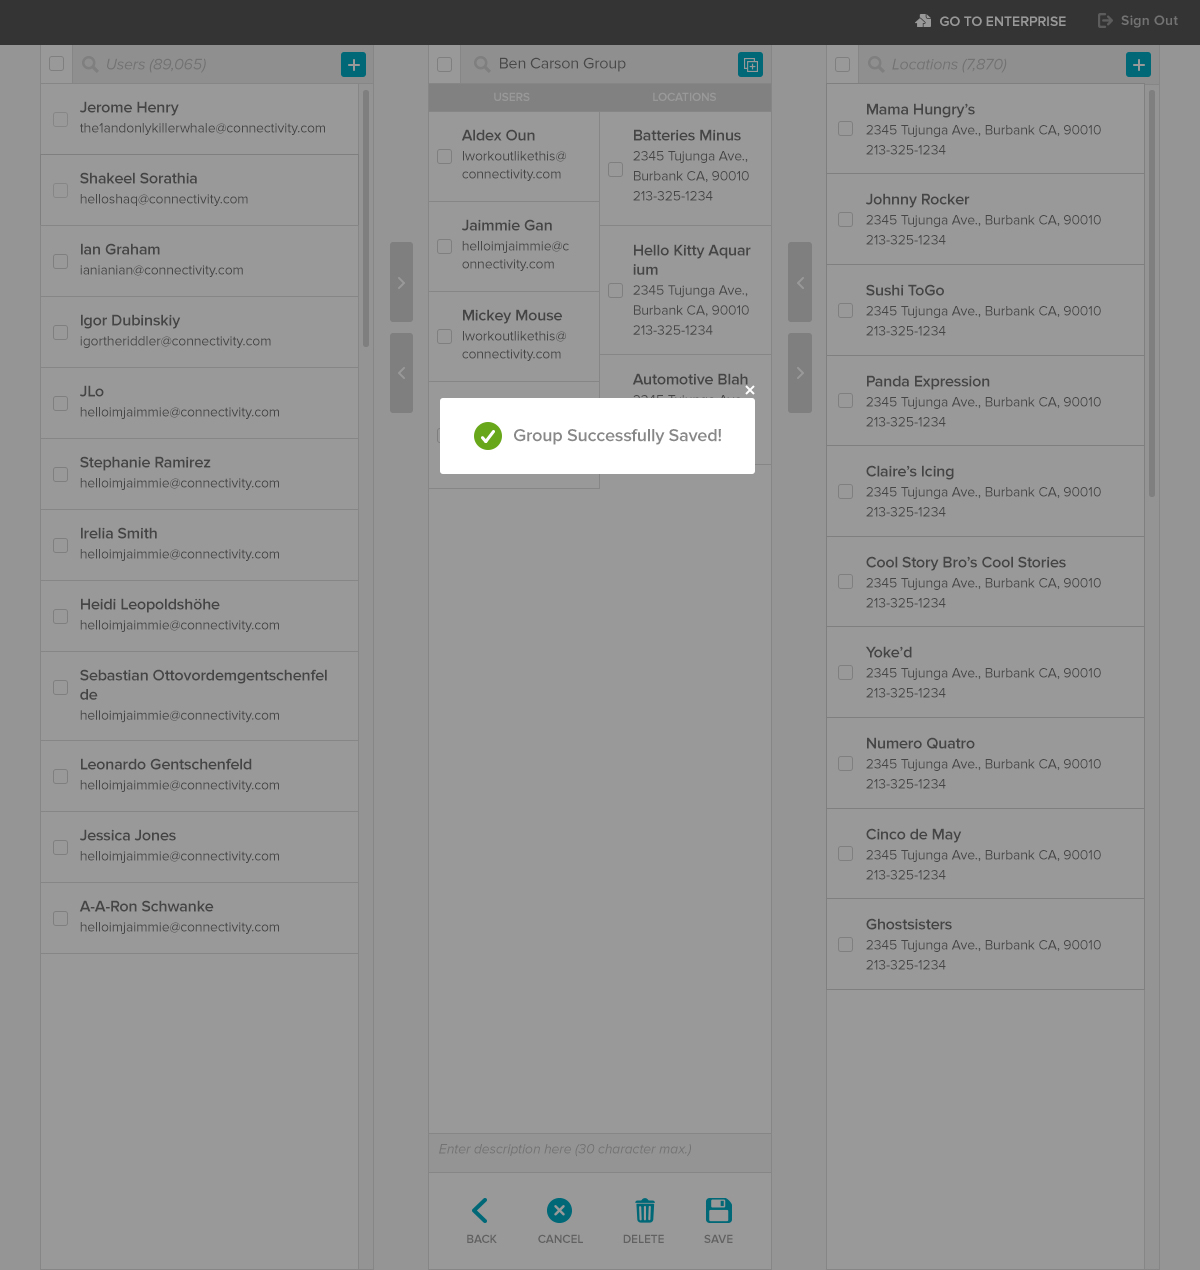 GO TO ENTERPRISE
Sign Out
Users (89,065)
Jerome Henry
the1andonlykillerwhale@connectivity.com
Shakeel Sorathia
helloshaq@connectivity.com
Ian Graham
ianianian@connectivity.com
Igor Dubinskiy
igortheriddler@connectivity.com
JLo
helloimjaimmie@connectivity.com
Stephanie Ramirez
helloimjaimmie@connectivity.com
Irelia Smith
helloimjaimmie@connectivity.com
Heidi Leopoldshöhe
helloimjaimmie@connectivity.com
Sebastian Ottovordemgentschenfel
de
helloimjaimmie@connectivity.com
Leonardo Gentschenfeld
helloimjaimmie@connectivity.com
Jessica Jones
helloimjaimmie@connectivity.com
A-A-Ron Schwanke
helloimjaimmie@connectivity.com
Ben Carson Group
USERS
Aldex Oun
Iworkoutlikethis@
connectivity.com
Jaimmie Gan
helloimjaimmie@c
onnectivity.com
Mickey Mouse
Iworkoutlikethis@
connectivity.com
LOCATIONS
Batteries Minus
2345 Tujunga Ave.,
Burbank CA, 90010
213-325-1234
Hello Kitty Aquar
ium
2345 Tujunga Ave.,
Burbank CA, 90010
213-325-1234
Automotive Blah
2345 Tujunga Ave.,
Group Successfully Saved!
Enter description here (30 character max.)
BACK
CANCEL
DELETE
SAVE
Locations (7,870)
Mama Hungry's
2345 Tujunga Ave., Burbank CA, 90010
213-325-1234
Johnny Rocker
2345 Tujunga Ave., Burbank CA, 90010
213-325-1234
Sushi ToGo
2345 Tujunga Ave., Burbank CA, 90010
213-325-1234
Panda Expression
2345 Tujunga Ave., Burbank CA, 90010
213-325-1234
Claire's Icing
2345 Tujunga Ave., Burbank CA, 90010
213-325-1234
Cool Story Bro's Cool Stories
2345 Tujunga Ave., Burbank CA, 90010
213-325-1234
Yoke'd
2345 Tujunga Ave., Burbank CA, 90010
213-325-1234
Numero Quatro
2345 Tujunga Ave., Burbank CA, 90010
213-325-1234
Cinco de May
2345 Tujunga Ave., Burbank CA, 90010
213-325-1234
Ghostsisters
2345 Tujunga Ave., Burbank CA, 90010
213-325-1234